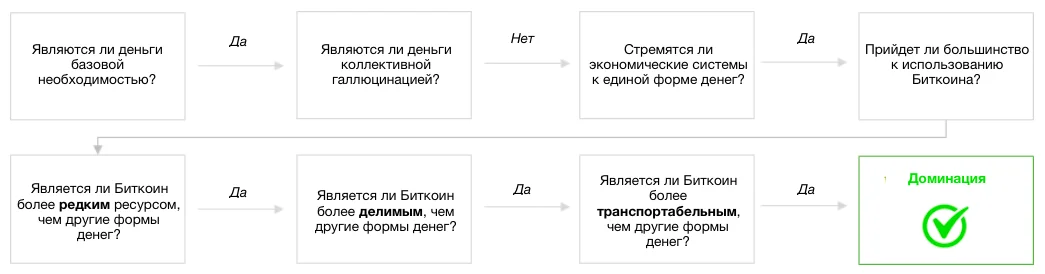 Являются ли деньги
базовой
необходимостью?
Да
Являются ли деньги
коллективной
галлюцинацией?
Нет
Стремятся ли
экономические системы
к единой форме денег?
Да
Прийдет ли большинство
к использованию
Биткоина?
Является ли Биткоин
более редким ресурсом,
чем другие формы
денег?
Да
Является ли Биткоин
более делимым, чем
другие формы денег?
Да
Является ли Биткоин
более
транспортабельным,
чем другие формы
денег?
Да
Доминация